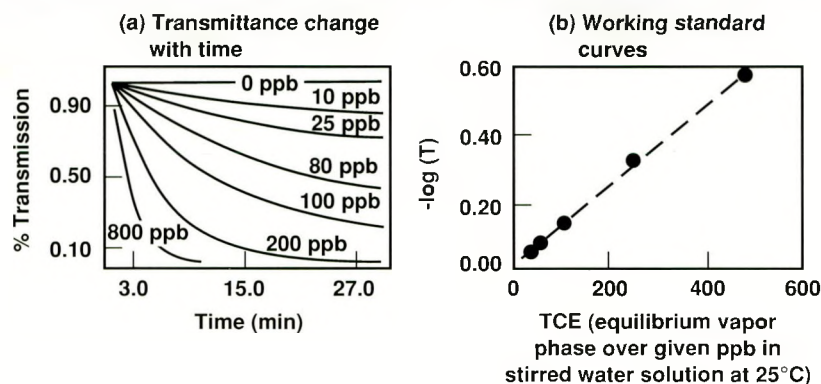 (a) Transmittance change
with time
% Transmission
0.90
0.50
0.10
0 ppb
10 ppb
25 ppb
80 ppb
100 ppb
200 ppb
800 ppb
3.0 15.0 27.0
Time (min)
(b) Working standard
curves
-log (T)
0.60
0.40
0.20
0.00
0 200 400 600
TCE (equilibrium vapor
phase over given ppb in
stirred water solution at 25°C)